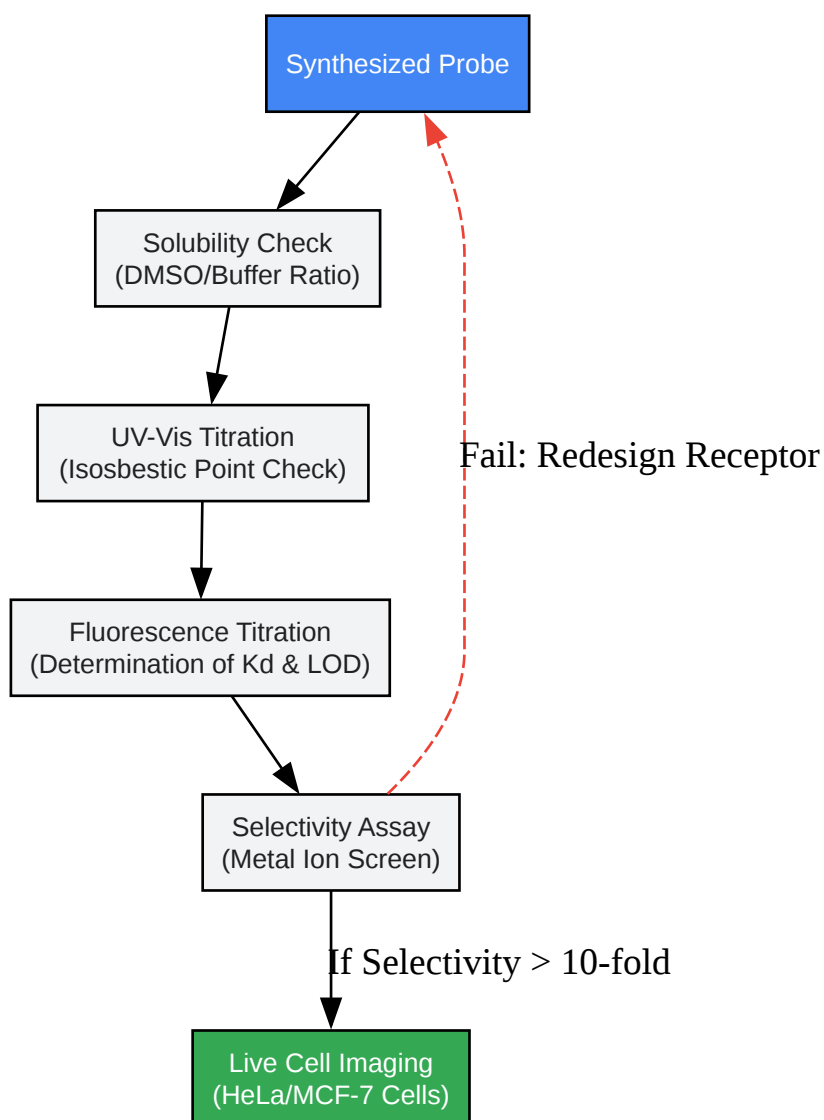 Synthesized Probe
Solubility Check
(DMSO/Buffer Ratio)
UV-Vis Titration
(Isosbestic Point Check)
Fail: Redesign Receptor
Fluorescence Titration
(Determination of Kd & LOD)
Selectivity Assay
(Metal Ion Screen)
If Selectivity > 10-fold
Live Cell Imaging
(HeLa/MCF-7 Cells)